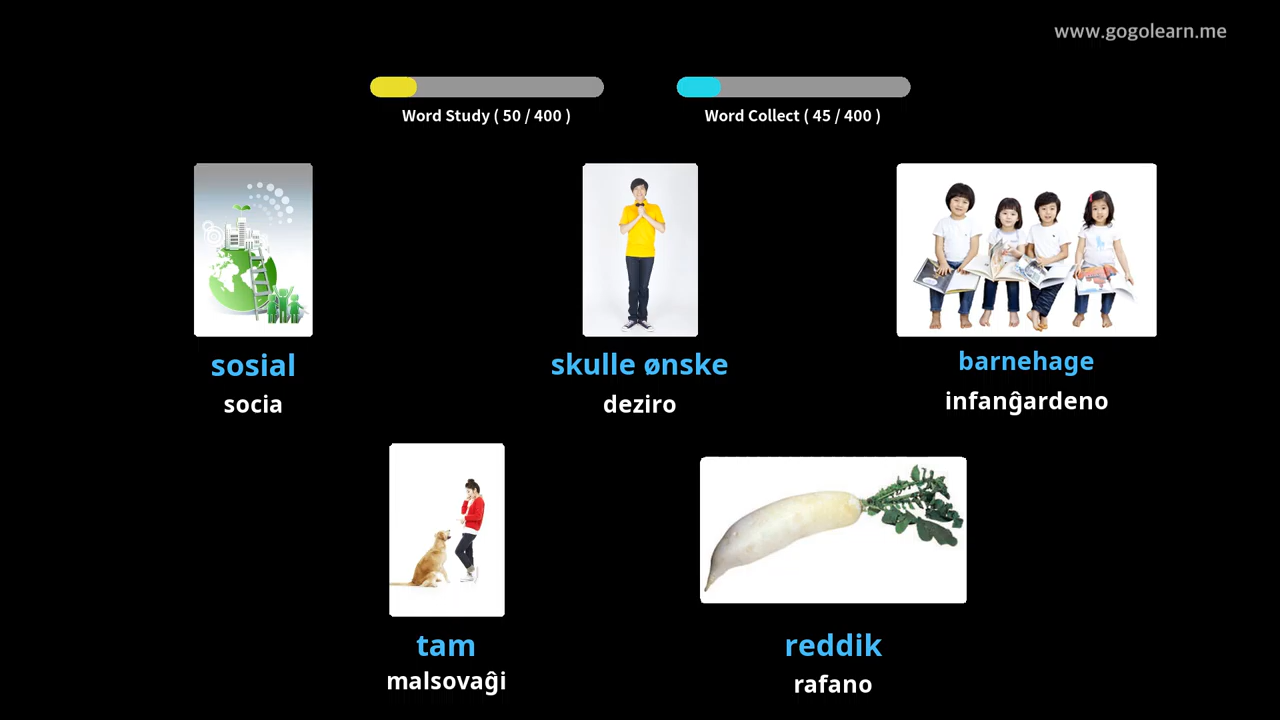 www.gogolearn.me
Word Study ( 50 / 400 )
Word Collect ( 45 / 400 )
sosial
socia
skulle ønske
deziro
barnehage
infanĝardeno
tam
malsovaĝi
reddik
rafano